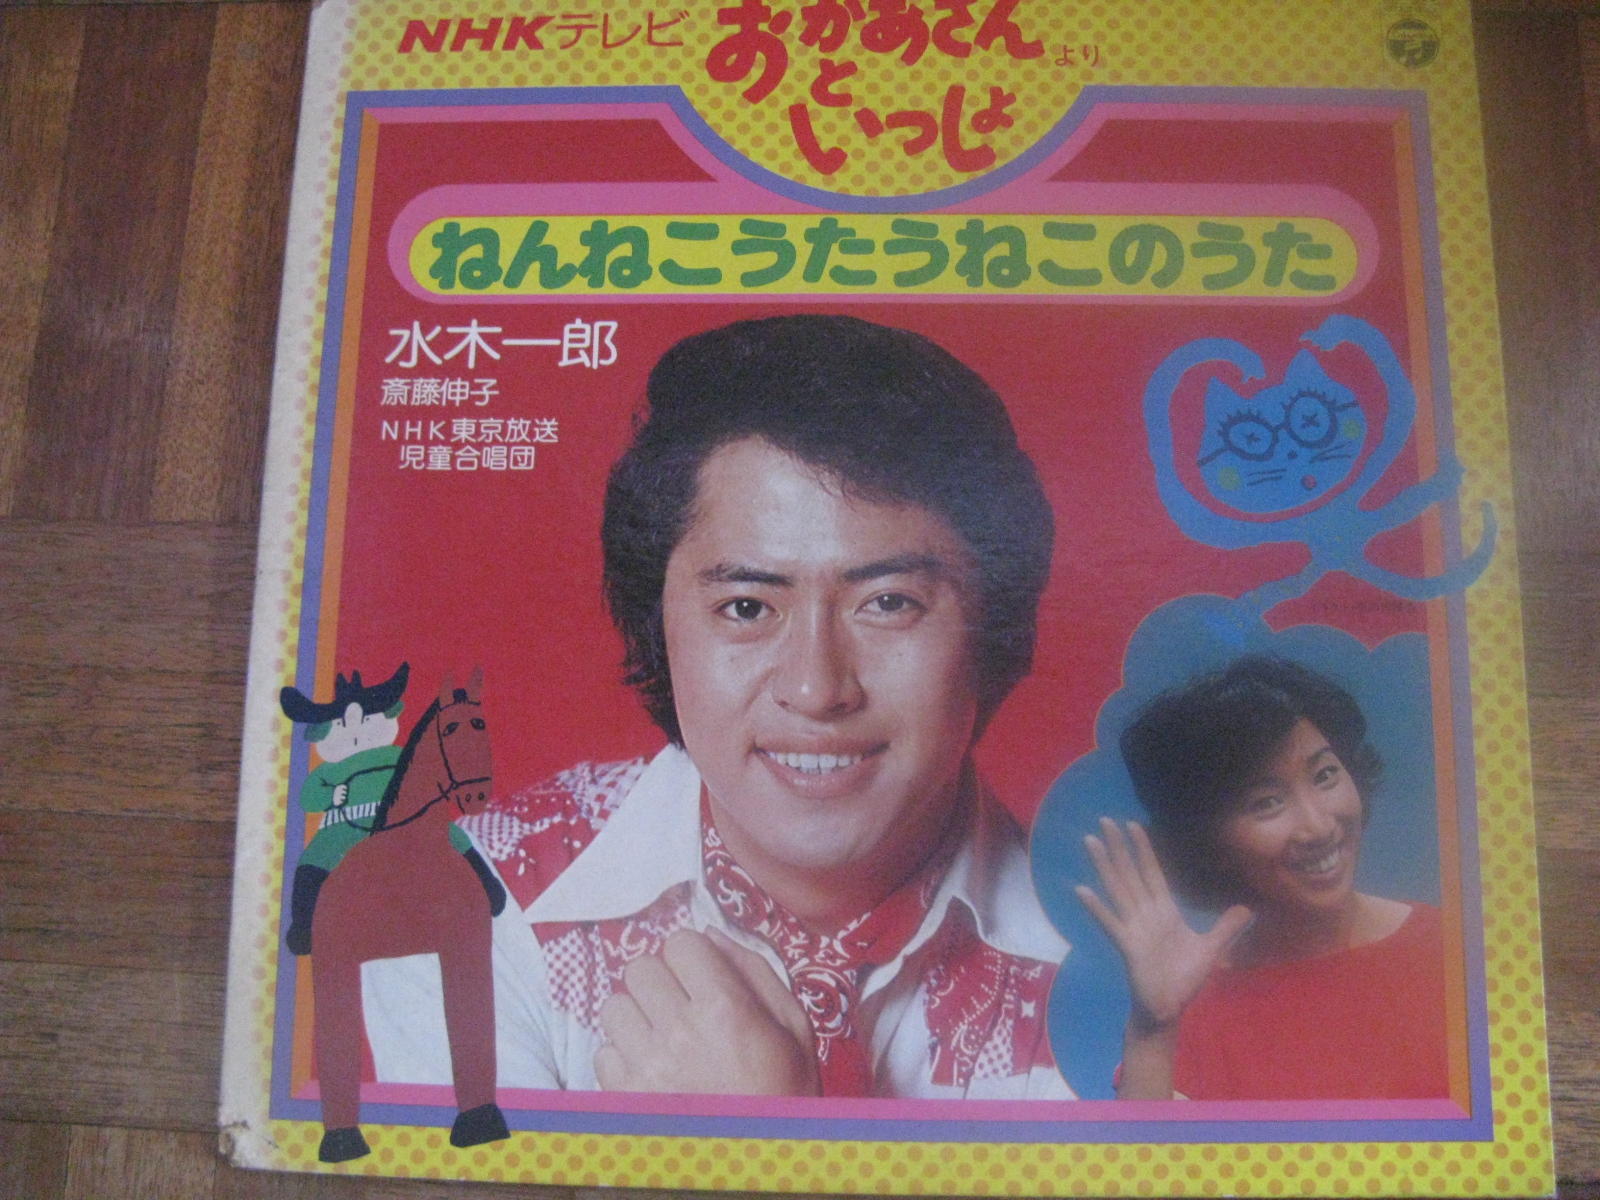 NHKテレビ おかあさんといっしょ より
ねんねこうたうねこのうた
水木一郎
斎藤伸子
NHK東京放送
児童合唱団